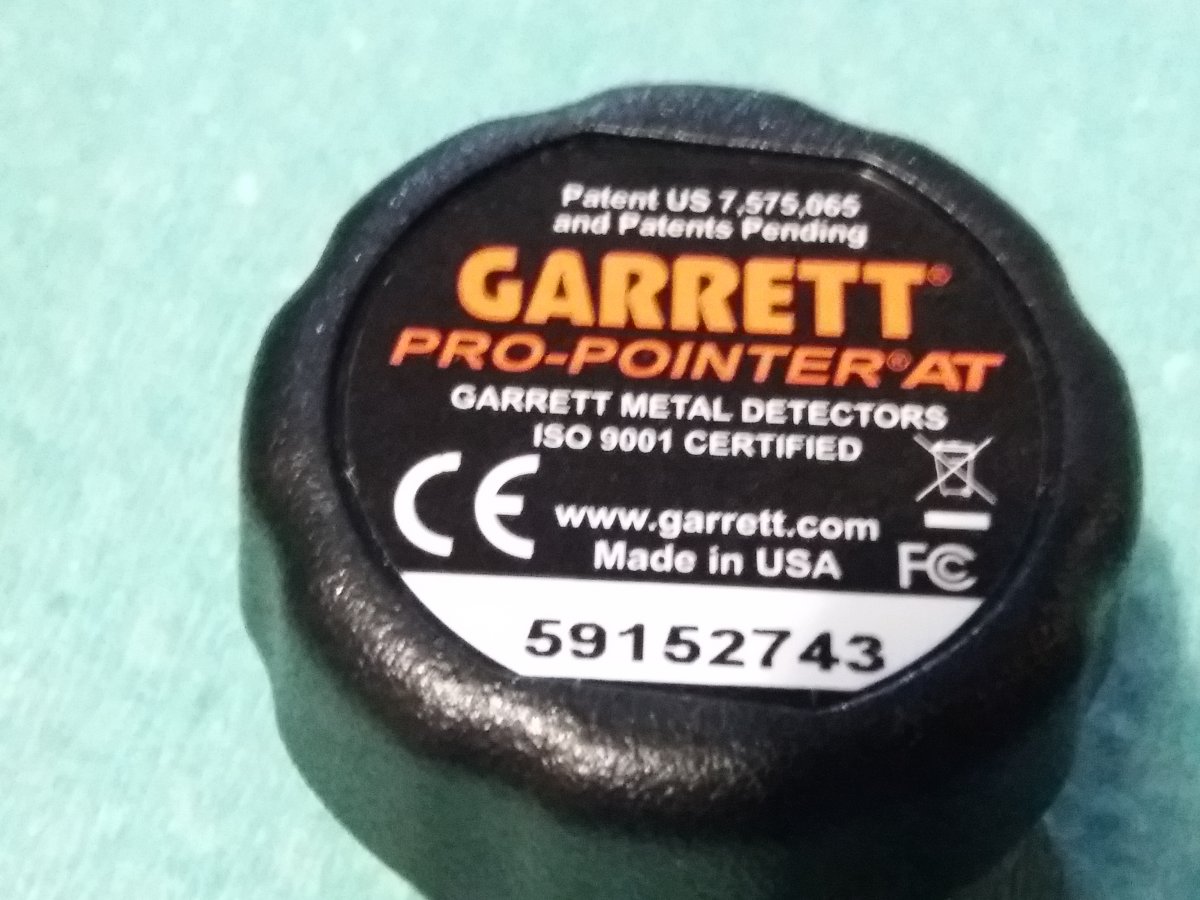 Patent US 7,575,065
and Patents Pending
GARRETT®
PRO-POINTER® AT
GARRETT METAL DETECTORS
ISO 9001 CERTIFIED
CE
www.garrett.com
Made in USA
FC
59152743